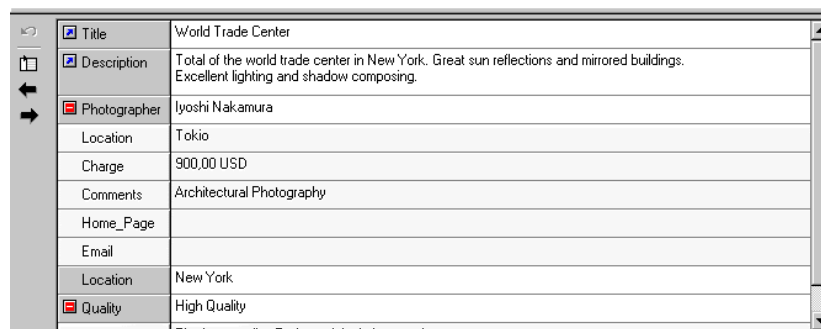 Title World Trade Center
Description Total of the world trade center in New York. Great sun reflections and mirrored buildings.
Excellent lighting and shadow composing.
Photographer Iyoshi Nakamura
Location Tokio
Charge 900,00 USD
Comments Architectural Photography
Home_Page
Email
Location New York
Quality High Quality